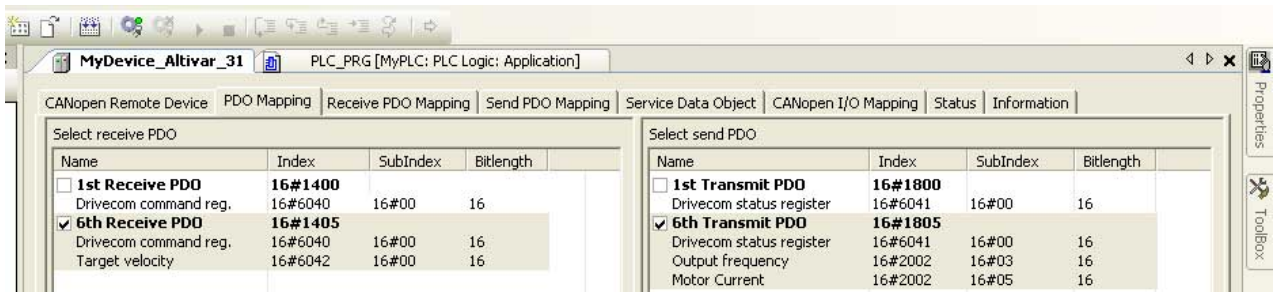 MyDevice_Altivar_31 PLC_PRG [MyPLC: PLC Logic: Application]
CANopen Remote Device PDO Mapping Receive PDO Mapping Send PDO Mapping Service Data Object CANopen I/O Mapping Status Information
Select receive PDO
Name Index SubIndex Bitlength
1st Receive PDO 16#1400
Drivecom command reg. 16#6040 16#00 16
6th Receive PDO 16#1405
Drivecom command reg. 16#6040 16#00 16
Target velocity 16#6042 16#00 16
Select send PDO
Name Index SubIndex Bitlength
1st Transmit PDO 16#1800
Drivecom status register 16#6041 16#00 16
6th Transmit PDO 16#1805
Drivecom status register 16#6041 16#00 16
Output frequency 16#2002 16#03 16
Motor Current 16#2002 16#05 16
Properties
ToolBox